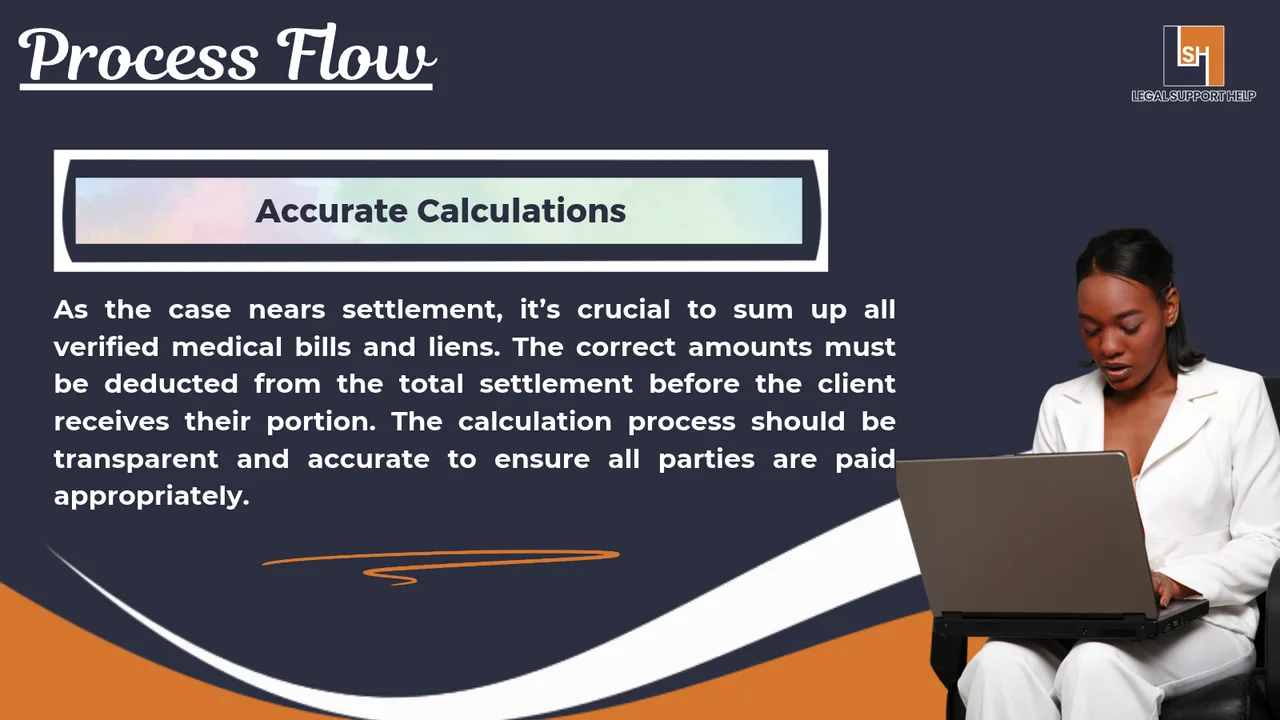 Process Flow
LSH
LEGAL SUPPORT HELP
Accurate Calculations
As the case nears settlement, it’s crucial to sum up all
verified medical bills and liens. The correct amounts must
be deducted from the total settlement before the client
receives their portion. The calculation process should be
transparent and accurate to ensure all parties are paid
appropriately.